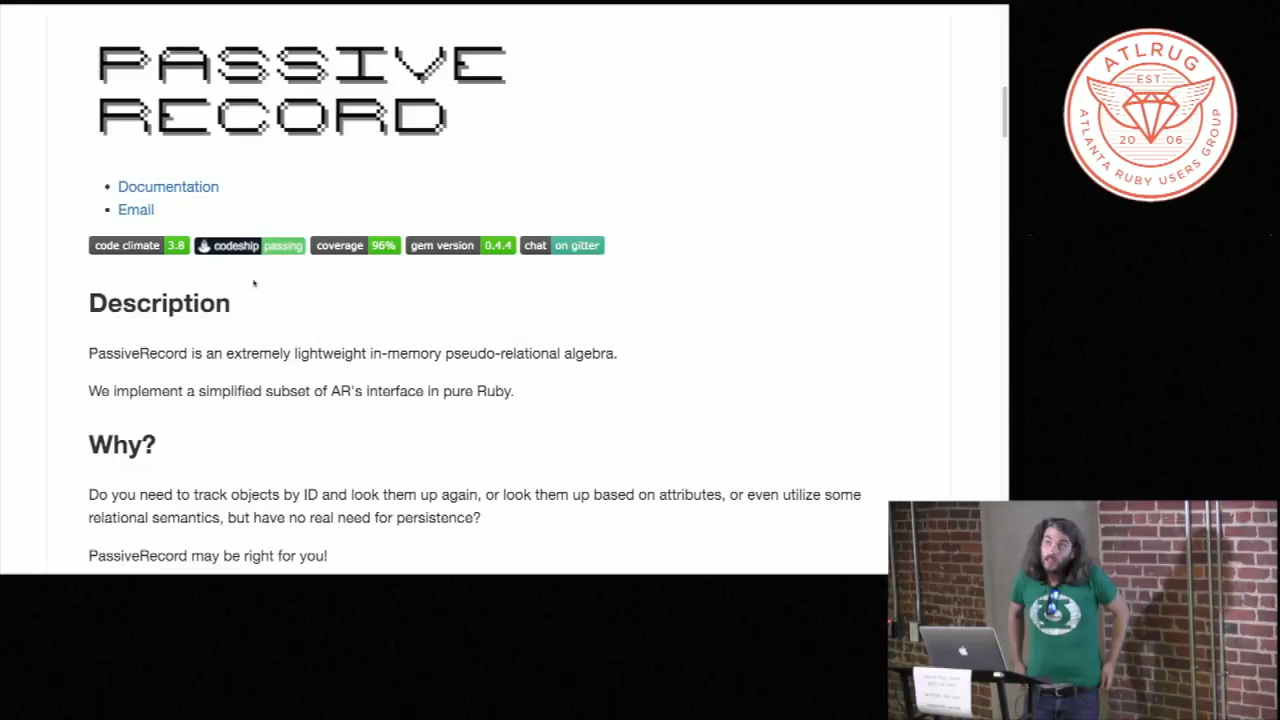 PASSIVE
RECORD
Documentation
Email
code climate 3.8 codeship passing coverage 96% gem version 0.4.4 chat on gitter
Description
PassiveRecord is an extremely lightweight in-memory pseudo-relational algebra.
We implement a simplified subset of AR's interface in pure Ruby.
Why?
Do you need to track objects by ID and look them up again, or look them up based on attributes, or even utilize some
relational semantics, but have no real need for persistence?
PassiveRecord may be right for you!
ATLRUG
EST.
20 06
ATLANTA RUBY USERS GROUP